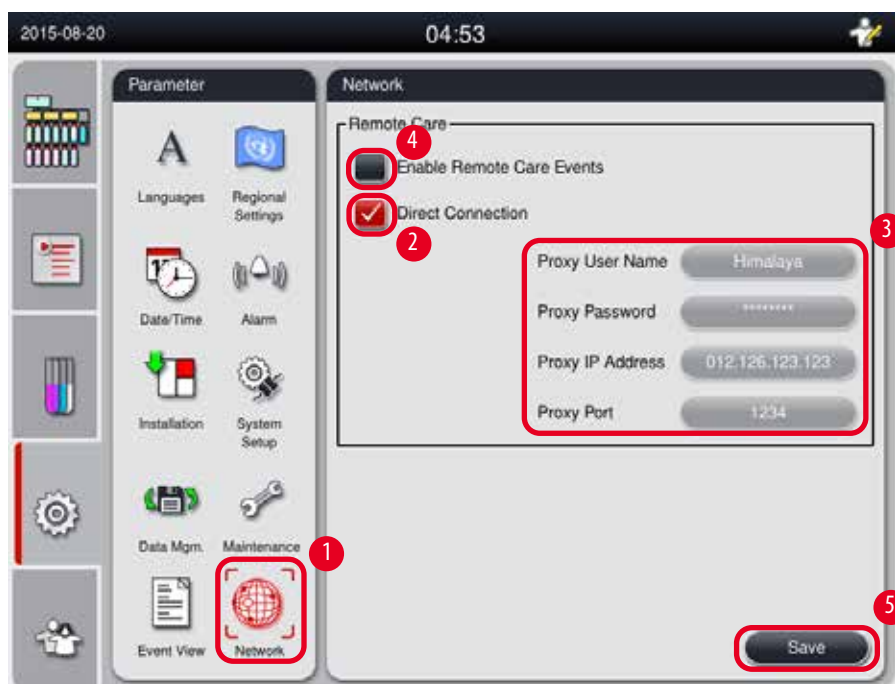 2015-08-20
04:53
Parameter
Network
A
Languages
Regional
Settings
Date/Time
Alarm
Installation
System
Setup
Data Mgm.
Maintenance
1
Event View
Network
Remote Care
4
Enable Remote Care Events
Direct Connection
2
3
Proxy User Name Himalaya
Proxy Password ********
Proxy IP Address 012.126.123.123
Proxy Port 1234
5
Save